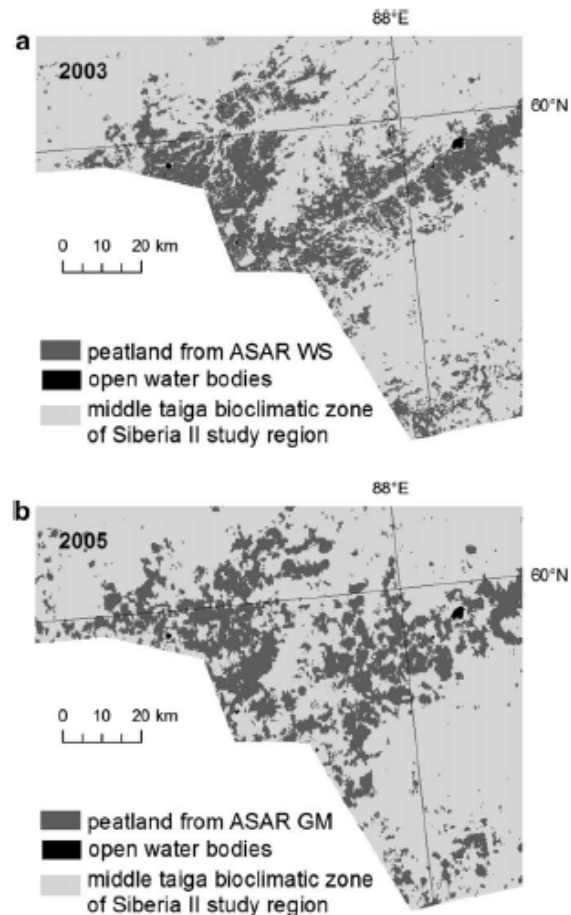 88°E
a
2003
60°N
0 10 20 km
peatland from ASAR WS
open water bodies
middle taiga bioclimatic zone
of Siberia II study region
88°E
b
2005
60°N
0 10 20 km
peatland from ASAR GM
open water bodies
middle taiga bioclimatic zone
of Siberia II study region